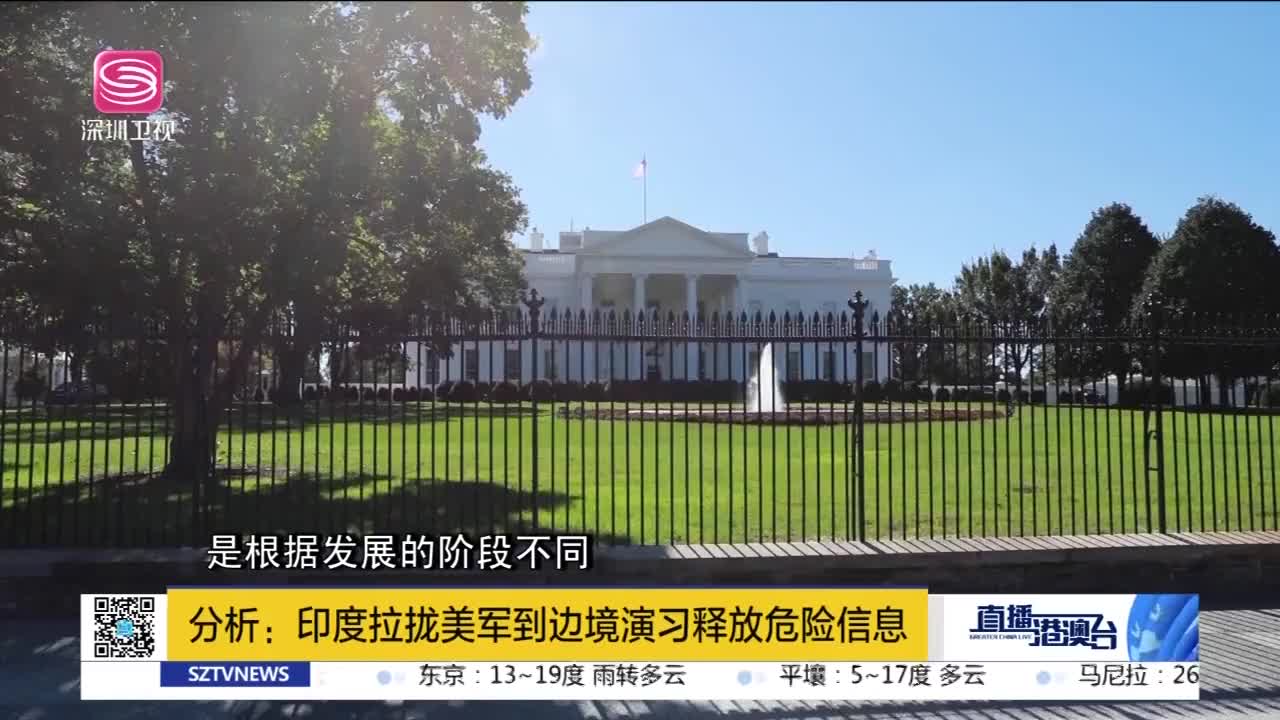 深圳卫视
是根据发展的阶段不同
分析：印度拉拢美军到边境演习释放危险信息
直播港澳台
GREATER CHINA LIVE
SZTVNEWS
东京：13~19度 雨转多云 平壤：5~17度 多云 马尼拉：26